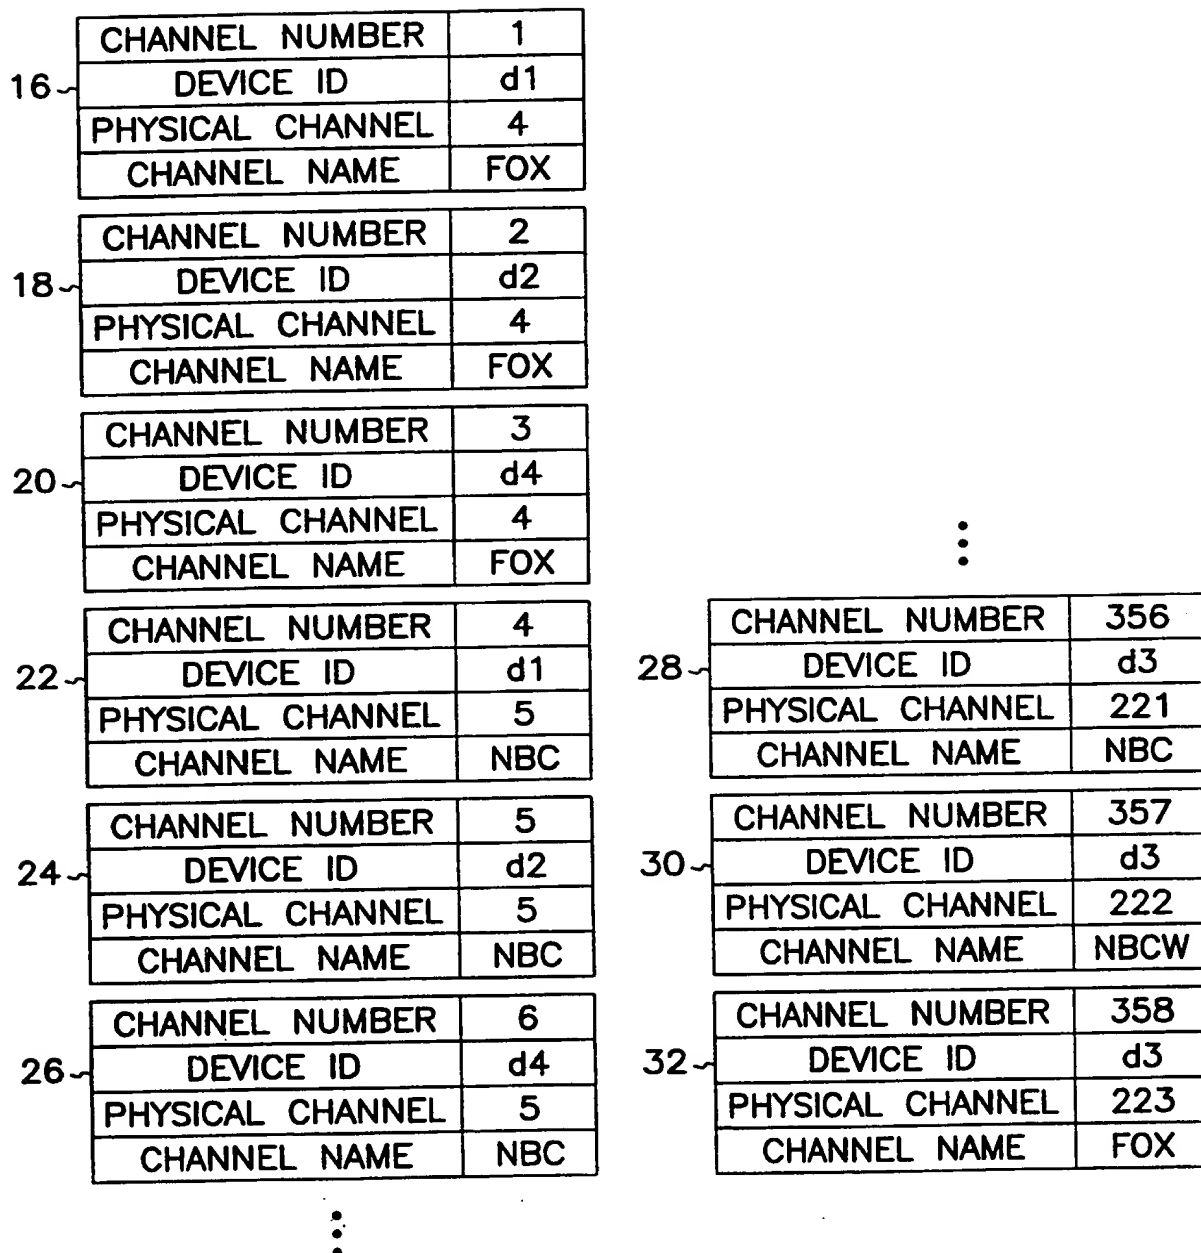 CHANNEL NUMBER 1
16 DEVICE ID d1
PHYSICAL CHANNEL 4
CHANNEL NAME FOX
CHANNEL NUMBER 2
18 DEVICE ID d2
PHYSICAL CHANNEL 4
CHANNEL NAME FOX
CHANNEL NUMBER 3
20 DEVICE ID d4
PHYSICAL CHANNEL 4
CHANNEL NAME FOX
CHANNEL NUMBER 4
22 DEVICE ID d1
PHYSICAL CHANNEL 5
CHANNEL NAME NBC
CHANNEL NUMBER 5
24 DEVICE ID d2
PHYSICAL CHANNEL 5
CHANNEL NAME NBC
CHANNEL NUMBER 6
26 DEVICE ID d4
PHYSICAL CHANNEL 5
CHANNEL NAME NBC
CHANNEL NUMBER 356
28 DEVICE ID d3
PHYSICAL CHANNEL 221
CHANNEL NAME NBC
CHANNEL NUMBER 357
30 DEVICE ID d3
PHYSICAL CHANNEL 222
CHANNEL NAME NBCW
CHANNEL NUMBER 358
32 DEVICE ID d3
PHYSICAL CHANNEL 223
CHANNEL NAME FOX